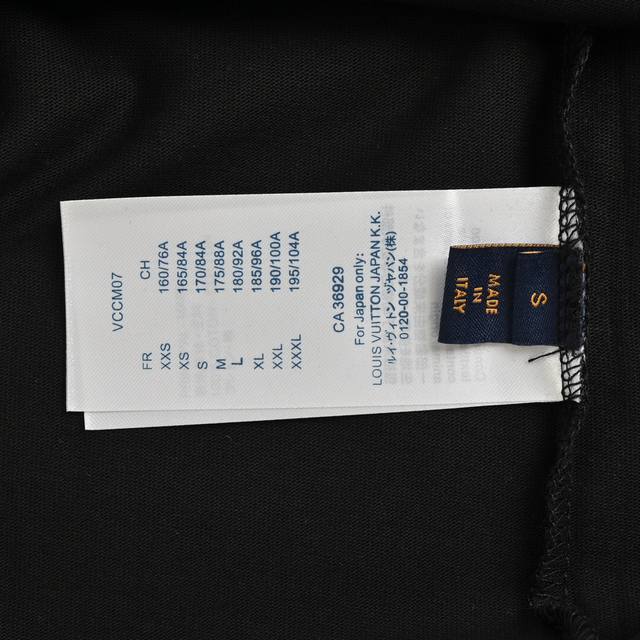 VCCM07
FR CH
XXS 160/76A
XS 165/84A
S 170/84A
M 175/88A
L 180/92A
XL 185/96A
XXL 190/100A
XXXL 195/104A
CA 36929
For Japan only:
LOUIS VUITTON JAPAN K.K.
ルイ・ヴィトン ジャパン(株)
0120-00-1854
MADE
IN
ITALY
S